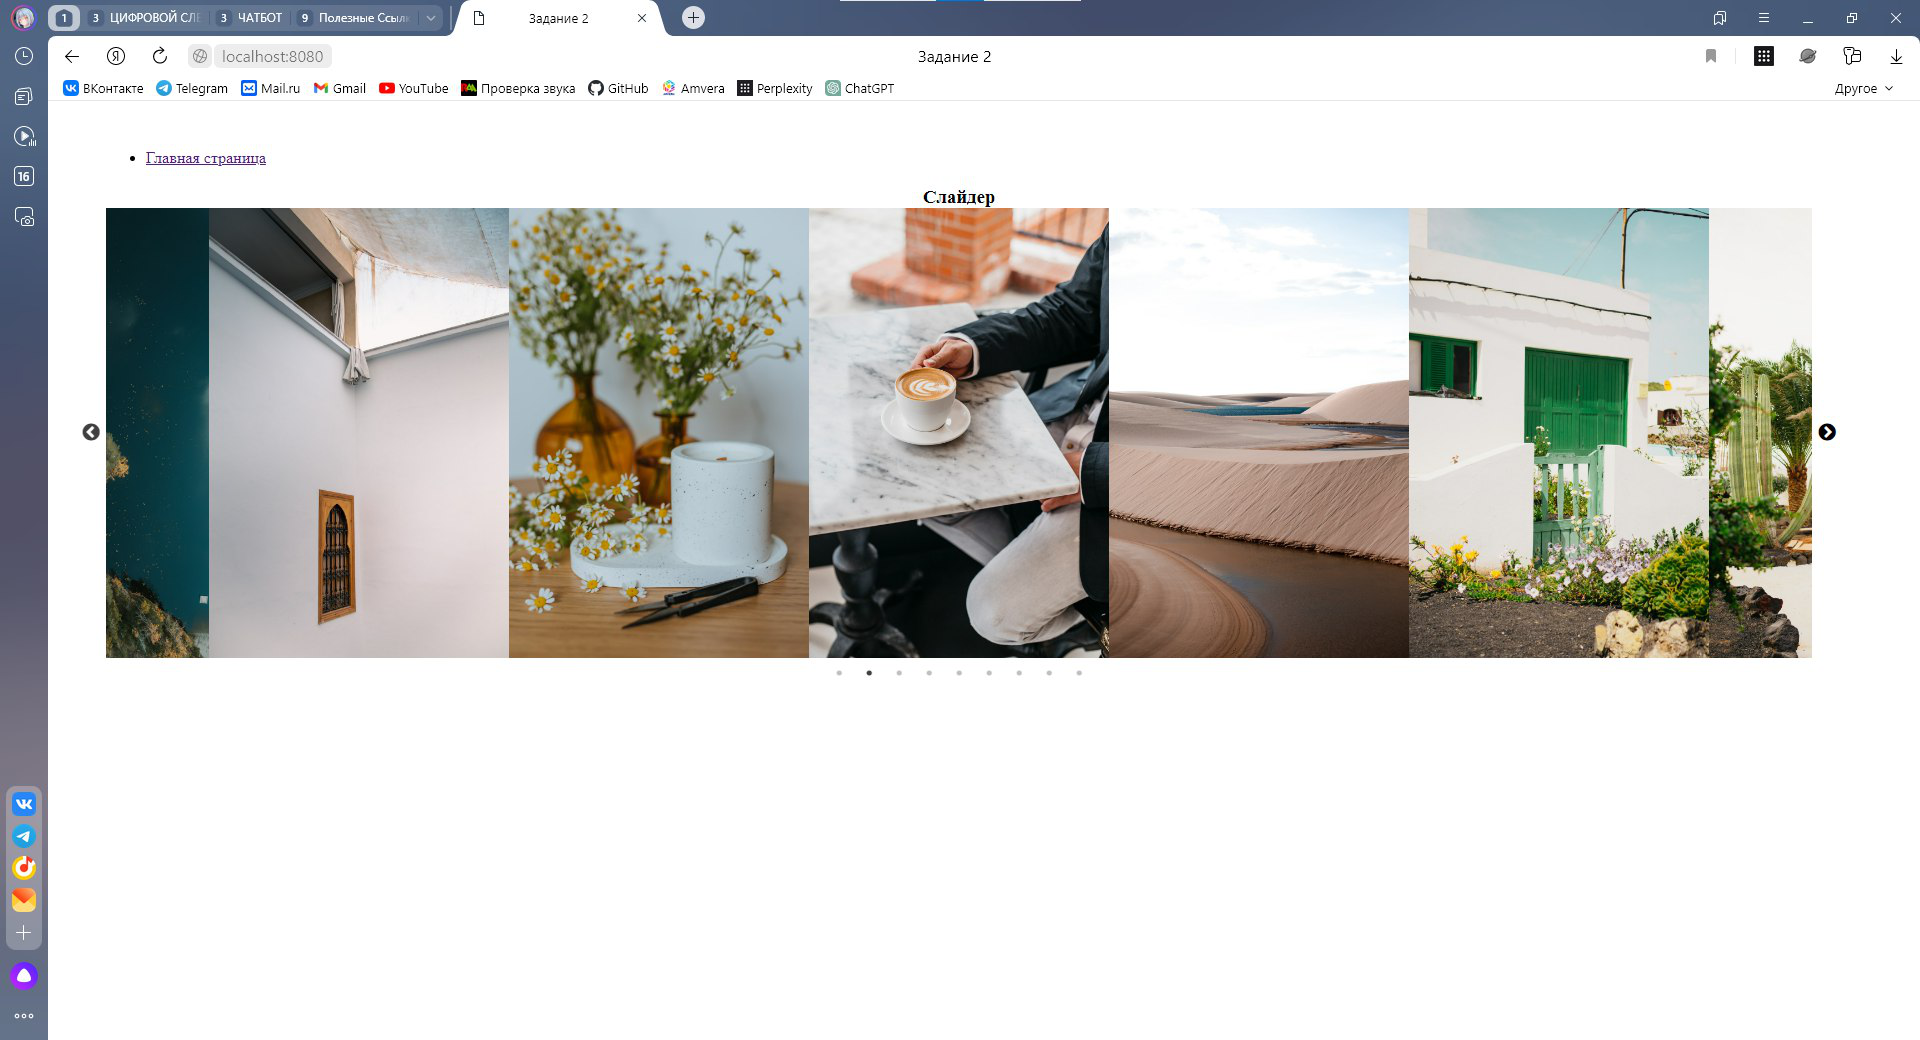 1 3 ЦИФРОВОЙ СЛЕ 3 ЧАТБОТ 9 Полезные Ссыл Задание 2
localhost:8080 Задание 2
ВКонтакте Telegram Mail.ru Gmail YouTube Проверка звука GitHub Amvera Perplexity ChatGPT Другое
16
Главная страница
Слайдер